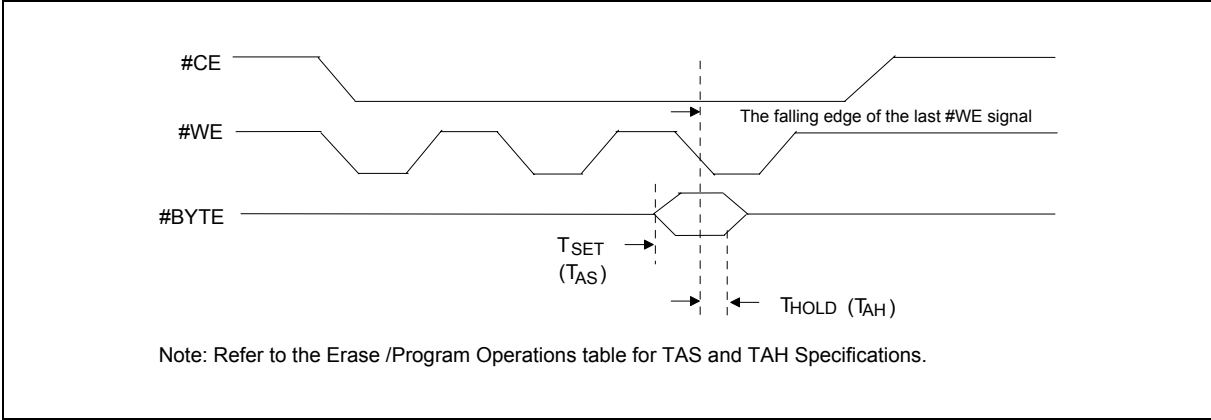 #CE
The falling edge of the last #WE signal
#WE
#BYTE
TSET
(TAS)
THOLD (TAH)
Note: Refer to the Erase /Program Operations table for TAS and TAH Specifications.